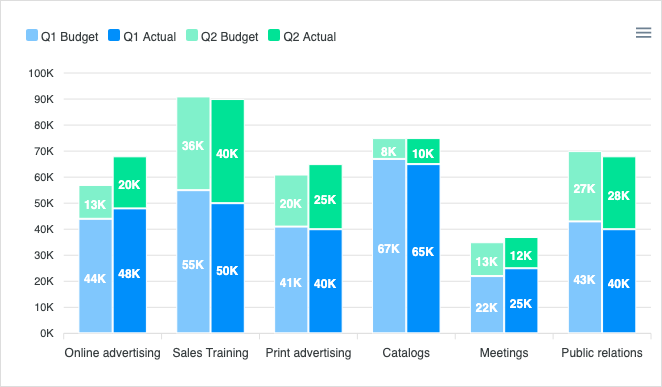 Q1 Budget Q1 Actual Q2 Budget Q2 Actual
100K
90K
80K
70K
60K
50K
40K
30K
20K
10K
0K
13K
44K
20K
48K
36K
55K
40K
50K
20K
41K
25K
40K
8K
67K
10K
65K
13K
22K
12K
25K
27K
43K
28K
40K
Online advertising Sales Training Print advertising Catalogs Meetings Public relations